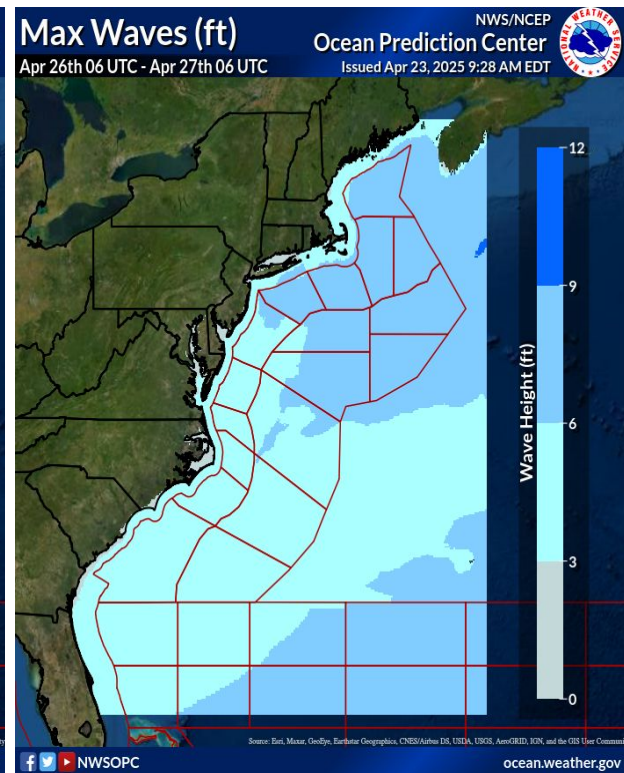 Max Waves (ft)
Apr 26th 06 UTC - Apr 27th 06 UTC
NWS/NCEP
Ocean Prediction Center
Issued Apr 23, 2025 9:28 AM EDT
NATIONAL WEATHER SERVICE
12
9
6
3
0
Wave Height (ft)
Source: Esri, Maxar, GeoEye, Earthstar Geographics, CNES/Airbus DS, USDA, USGS, AeroGRID, IGN, and the GIS User Communi
NWSOPC
ocean.weather.gov